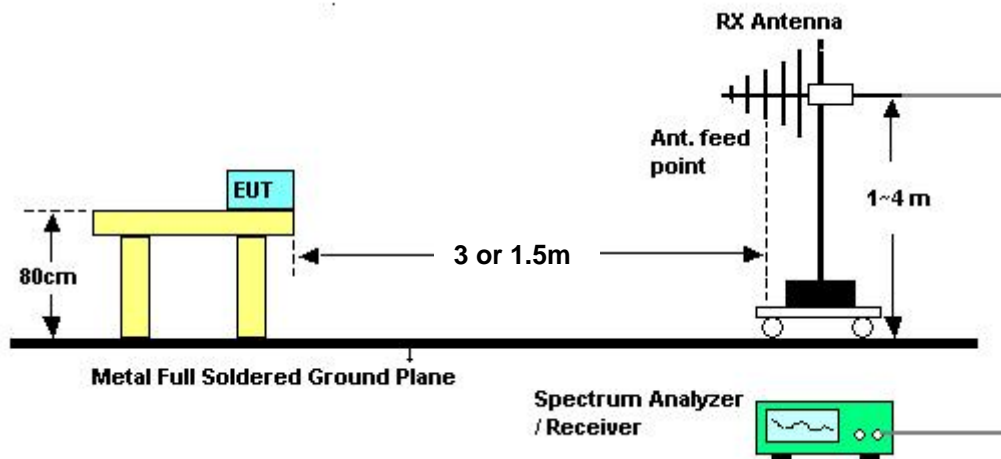 RX Antenna
Ant. feed
point
EUT
1~4 m
3 or 1.5m
80cm
Metal Full Soldered Ground Plane
Spectrum Analyzer
/ Receiver